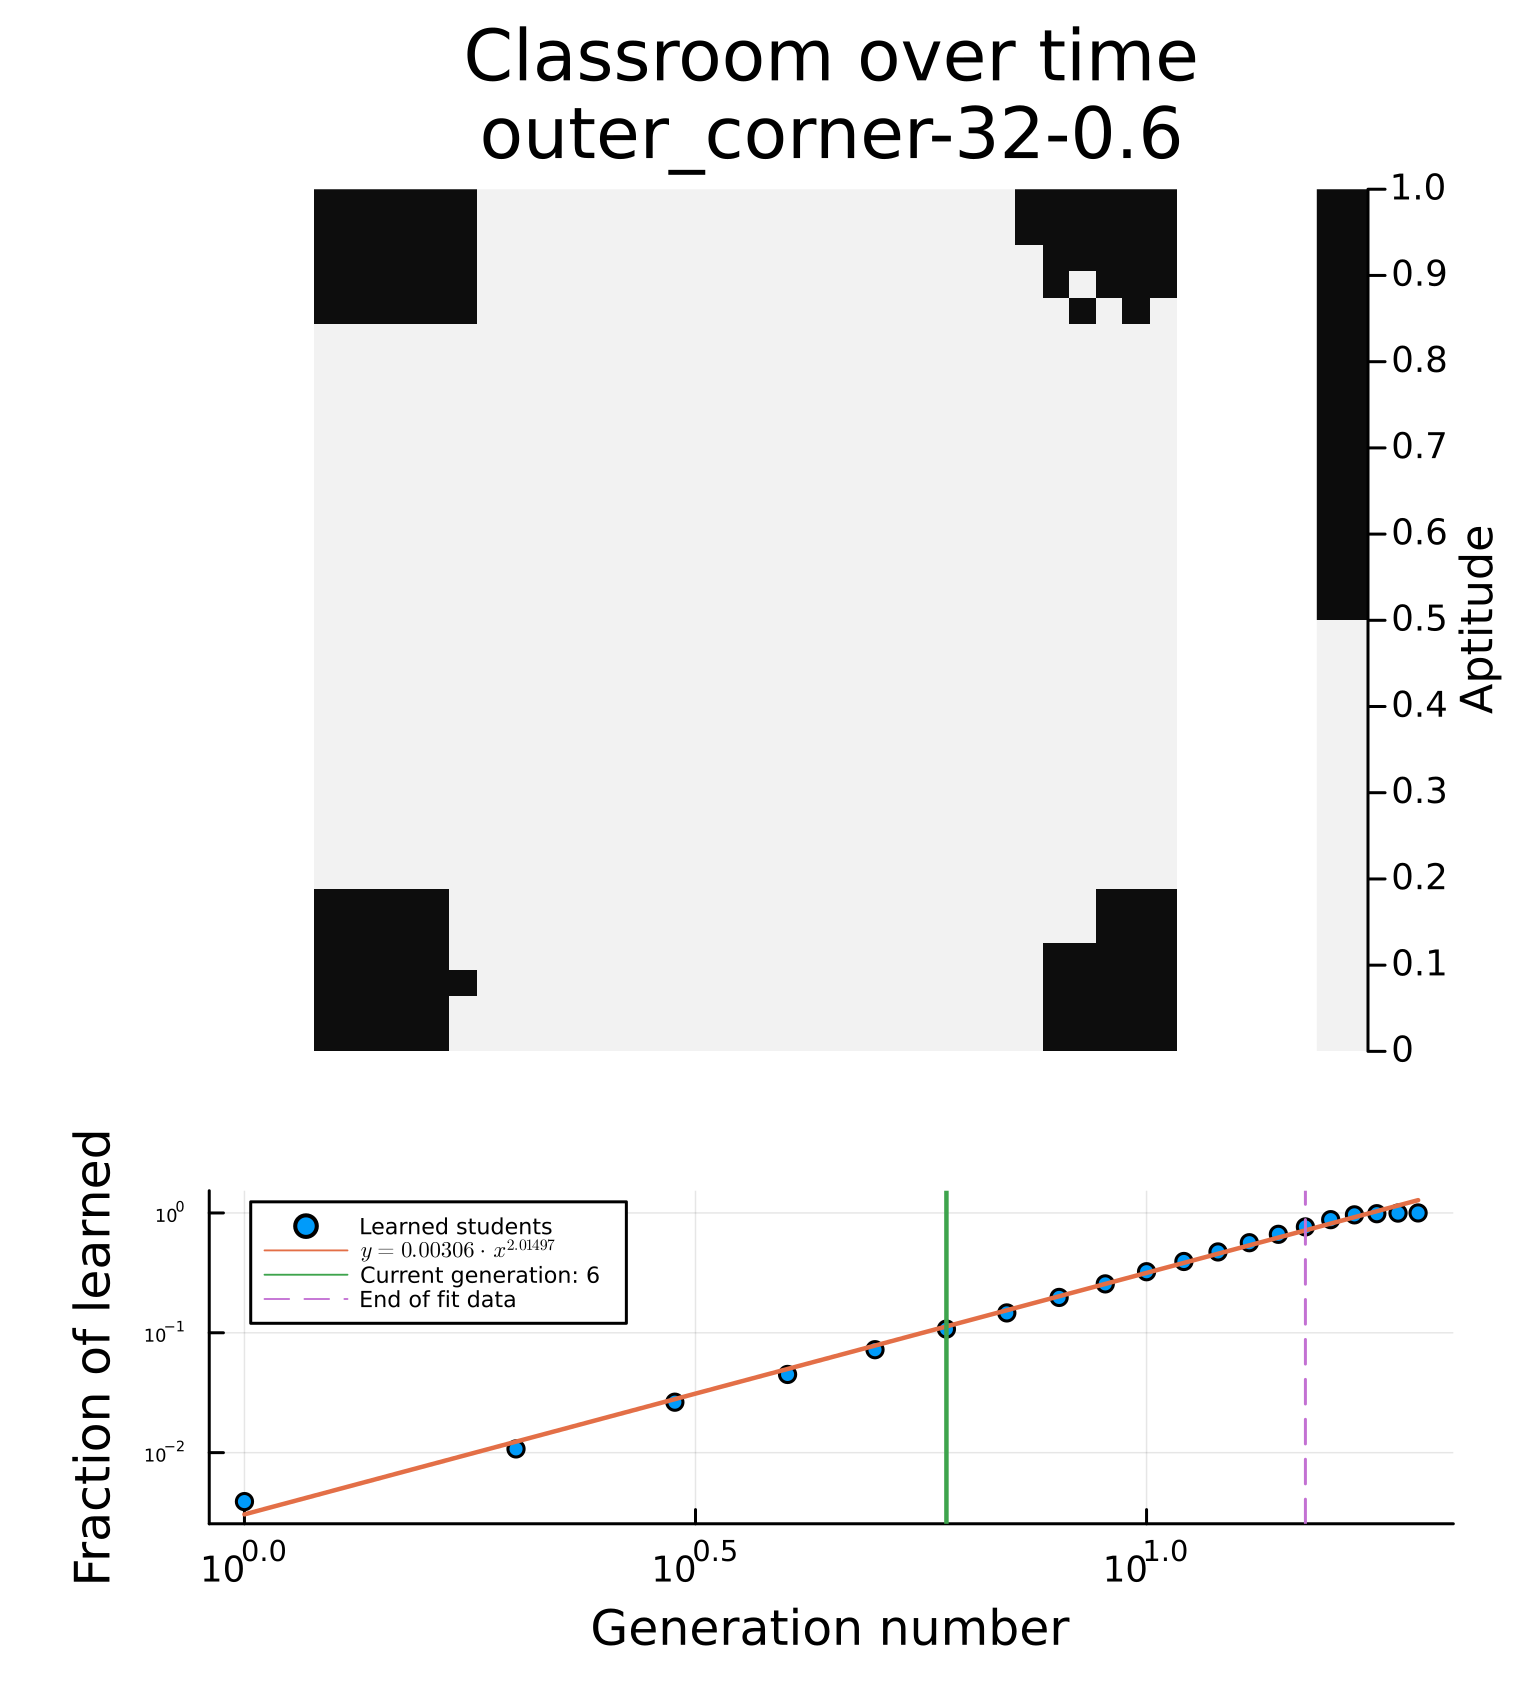 Classroom over time
outer_corner-32-0.6
1.0
0.9
0.8
0.7
0.6
0.5
0.4
0.3
0.2
0.1
0
Aptitude
Fraction of learned
10^0
10^−1
10^−2
Learned students
y = 0.00306 · x^2.01497
Current generation: 6
End of fit data
10^0.0
10^0.5
10^1.0
Generation number